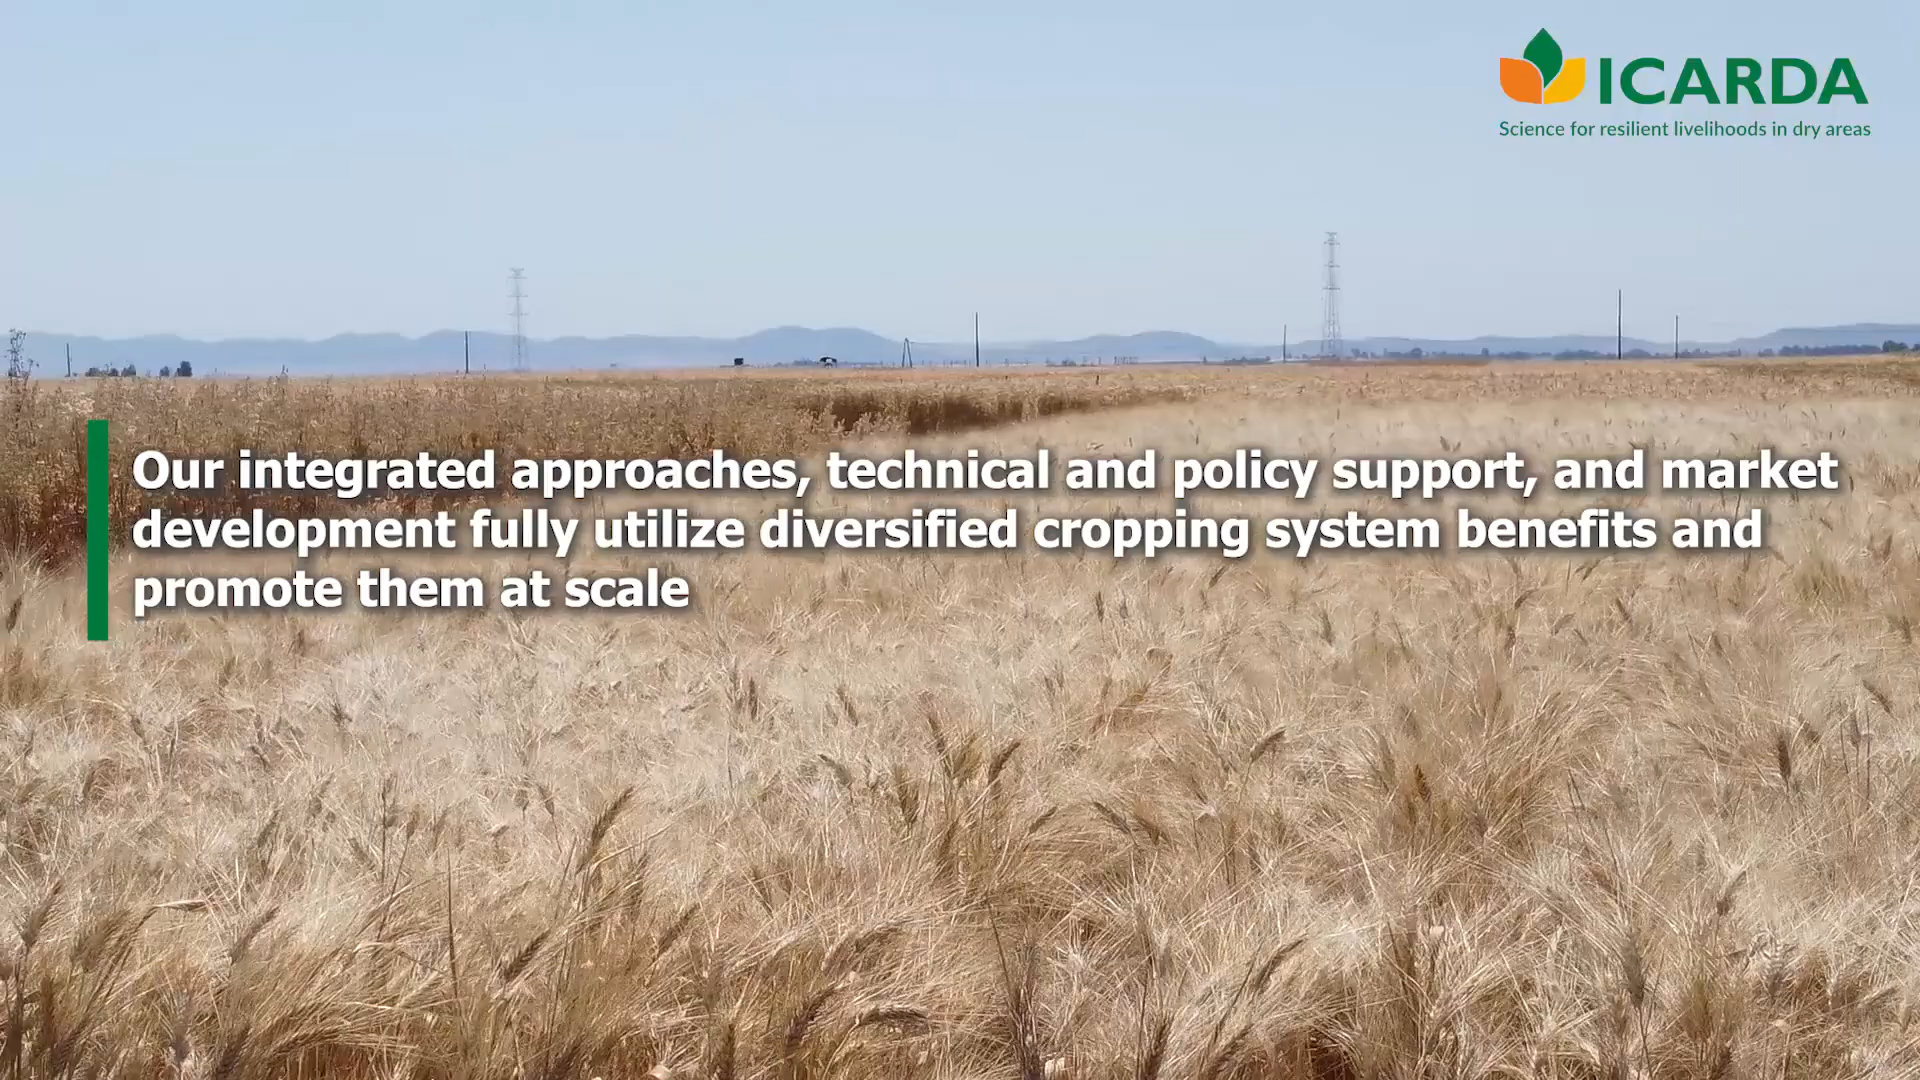 ICARDA
Science for resilient livelihoods in dry areas
Our integrated approaches, technical and policy support, and market
development fully utilize diversified cropping system benefits and
promote them at scale